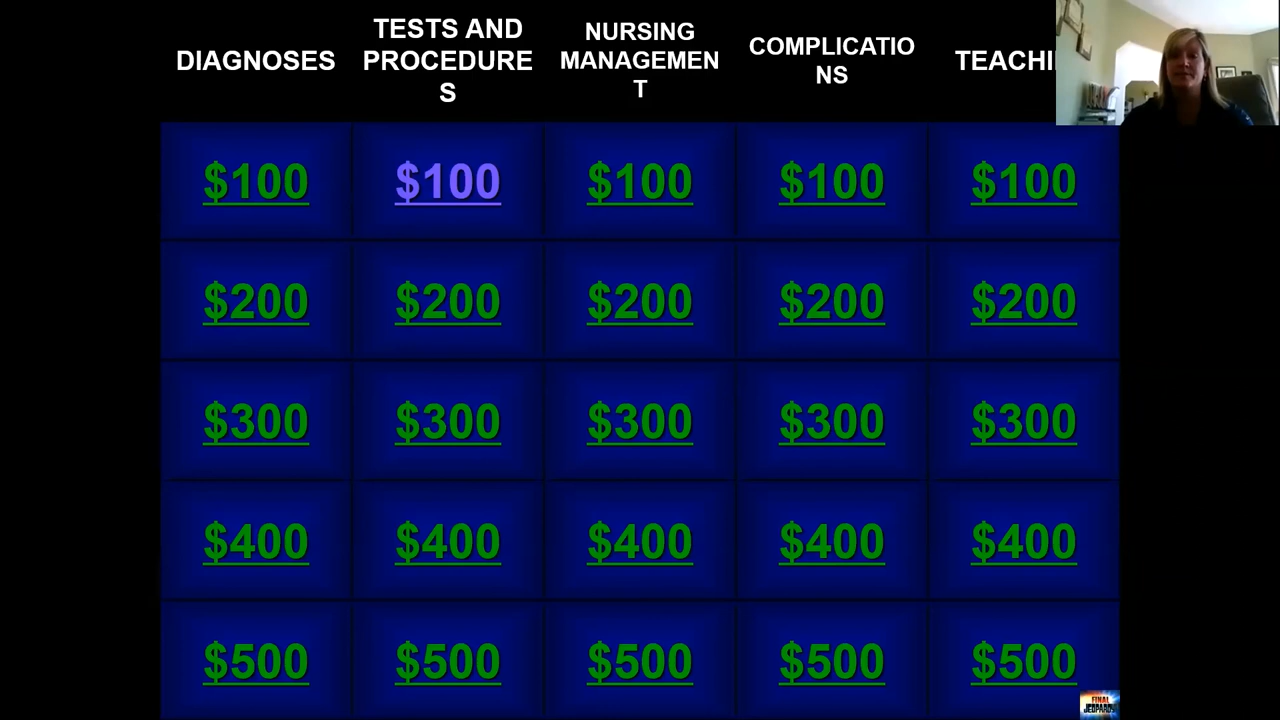 DIAGNOSES
TESTS AND
PROCEDURE
S
NURSING
MANAGEMEN
T
COMPLICATIO
NS
TEACHI
$100 $100 $100 $100 $100
$200 $200 $200 $200 $200
$300 $300 $300 $300 $300
$400 $400 $400 $400 $400
$500 $500 $500 $500 $500
FINAL
JEOPARDY